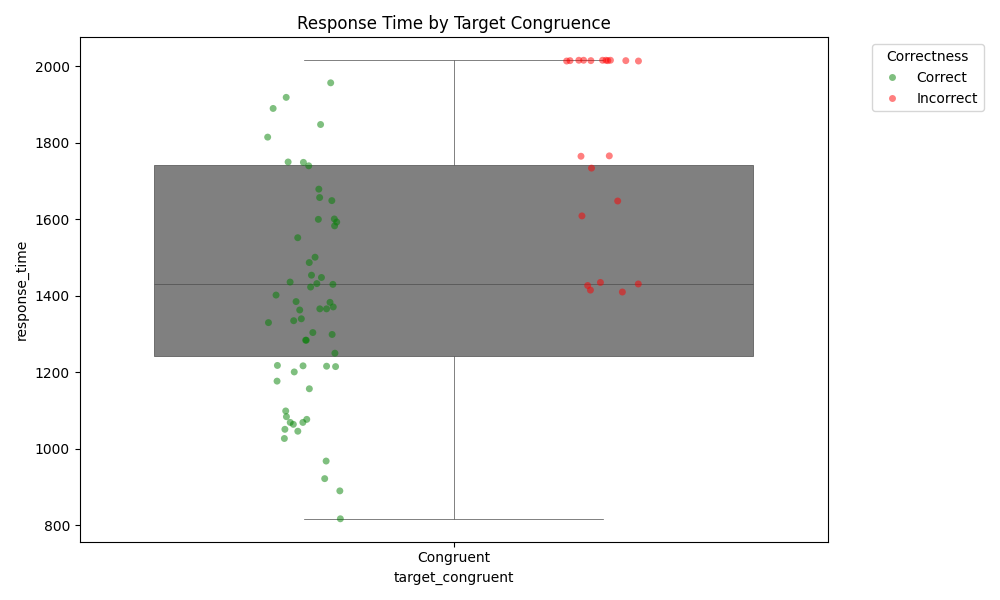 Response Time by Target Congruence
Correctness
Correct
Incorrect
response_time
2000
1800
1600
1400
1200
1000
800
Congruent
target_congruent